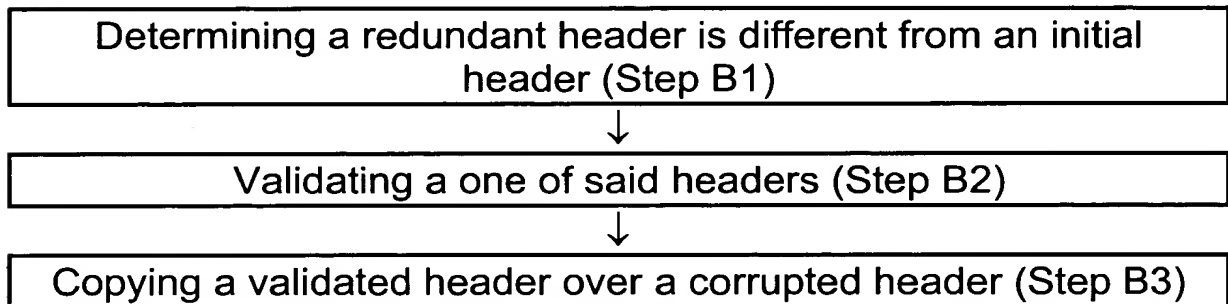 Determining a redundant header is different from an initial
header (Step B1)
↓
Validating a one of said headers (Step B2)
↓
Copying a validated header over a corrupted header (Step B3)